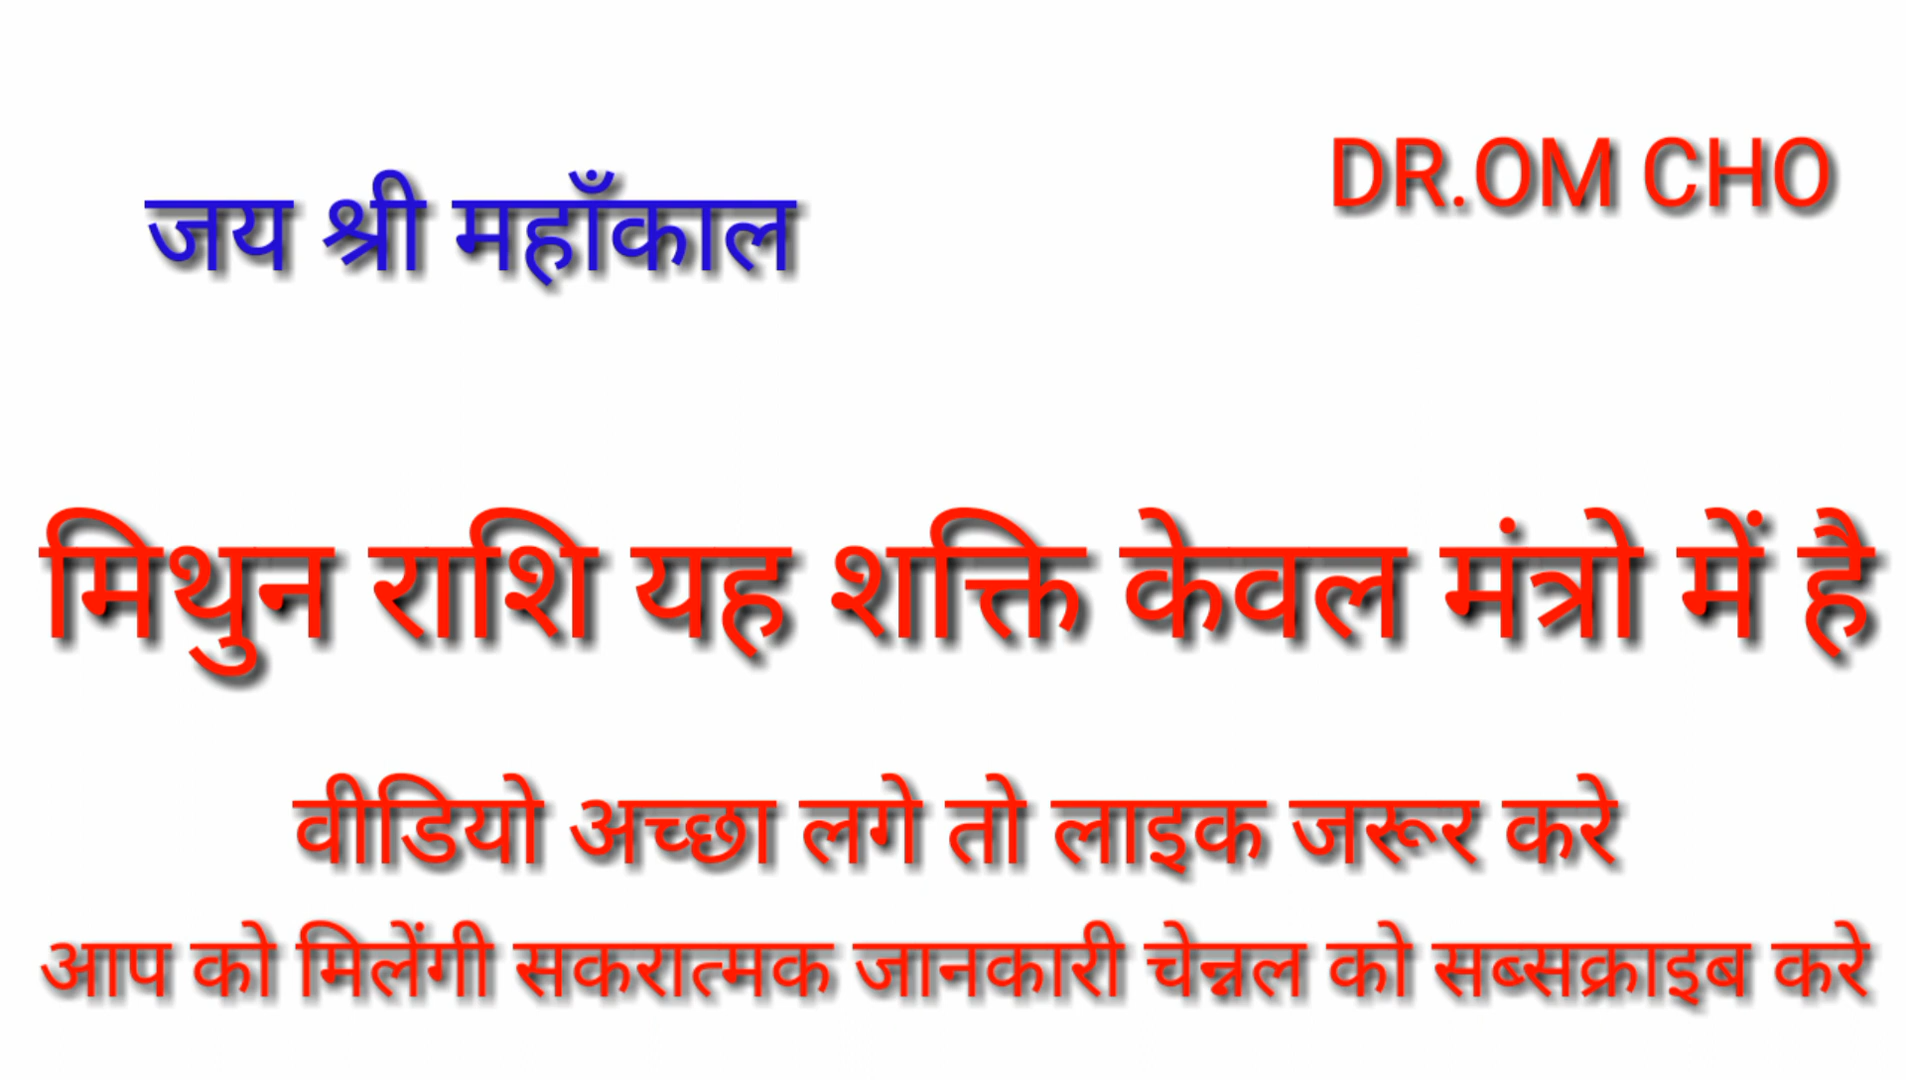 DR.OM CHO
जय श्री महाँकाल
मिथुन राशि यह शक्ति केवल मंत्रो में है
वीडियो अच्छा लगे तो लाइक जरूर करे
आप को मिलेंगी सकरात्मक जानकारी चेन्नल को सब्सक्राइब करे